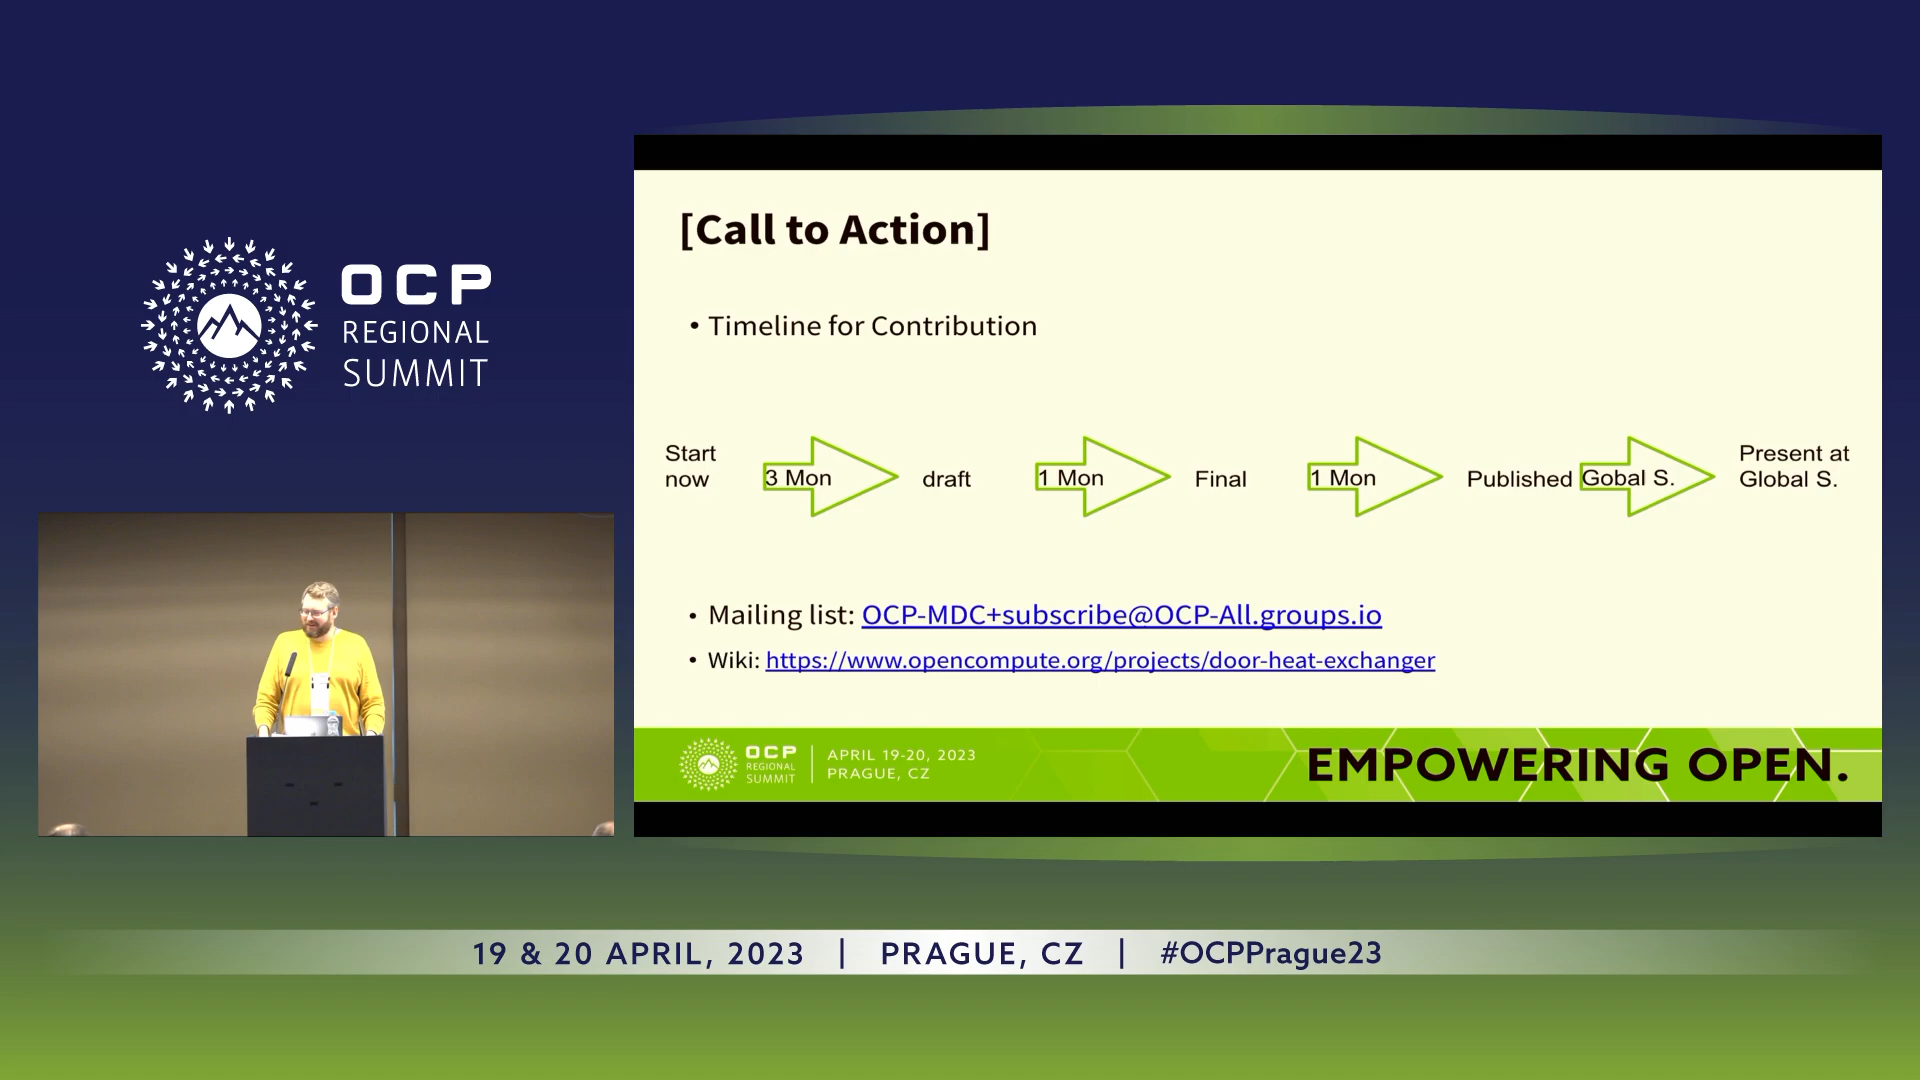 OCP
REGIONAL
SUMMIT
[Call to Action]
• Timeline for Contribution
Start now
3 Mon
draft
1 Mon
Final
1 Mon
Published
Gobal S.
Present at Global S.
• Mailing list: OCP-MDC+subscribe@OCP-All.groups.io
• Wiki: https://www.opencompute.org/projects/door-heat-exchanger
OCP
REGIONAL
SUMMIT
APRIL 19-20, 2023
PRAGUE, CZ
EMPOWERING OPEN.
19 & 20 APRIL, 2023 | PRAGUE, CZ | #OCPPrague23